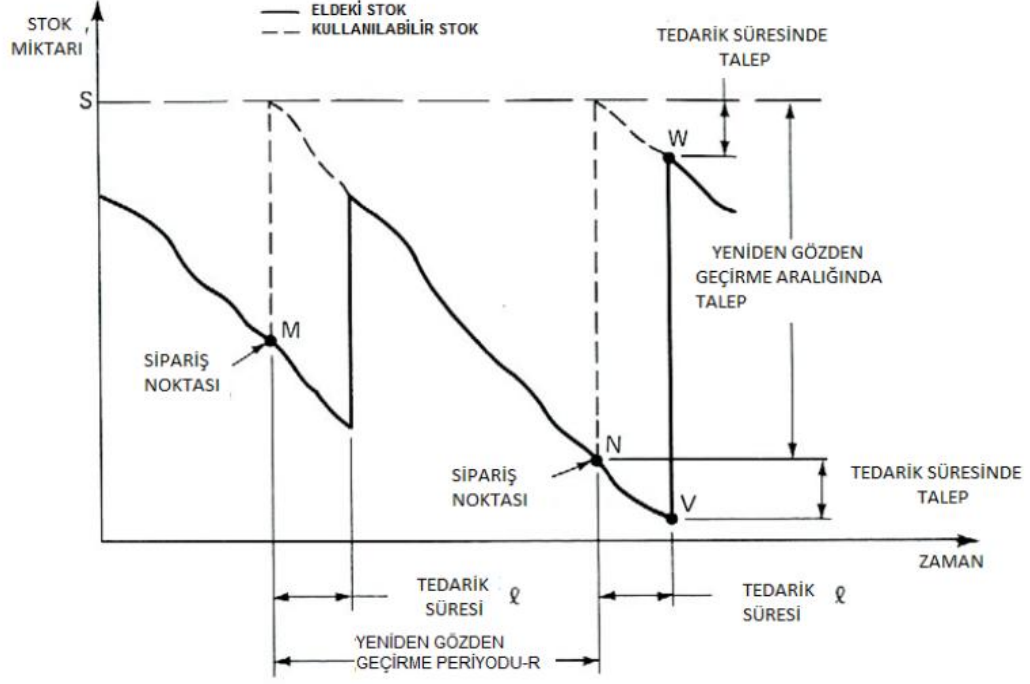 ELDEKİ STOK
KULLANILABİLİR STOK
STOK
MİKTARI
TEDARİK SÜRESİNDE
TALEP
S
W
YENİDEN GÖZDEN
GEÇİRME ARALIĞINDA
TALEP
M
SİPARİŞ
NOKTASI
N
SİPARİŞ
NOKTASI
TEDARİK SÜRESİNDE
TALEP
V
ZAMAN
TEDARİK
SÜRESİ ℓ
TEDARİK
SÜRESİ ℓ
YENİDEN GÖZDEN
GEÇİRME PERİYODU-R